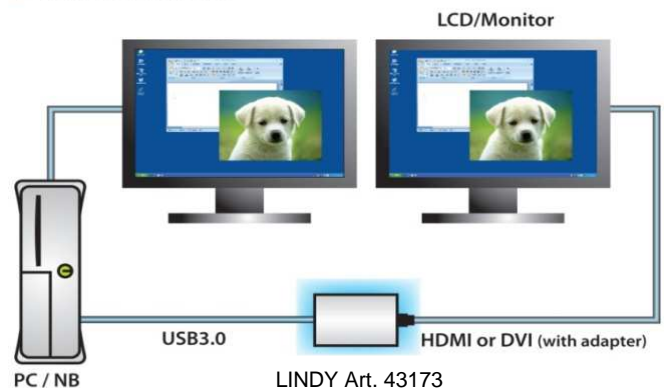 LCD/Monitor
USB3.0
HDMI or DVI (with adapter)
PC / NB
LINDY Art. 43173